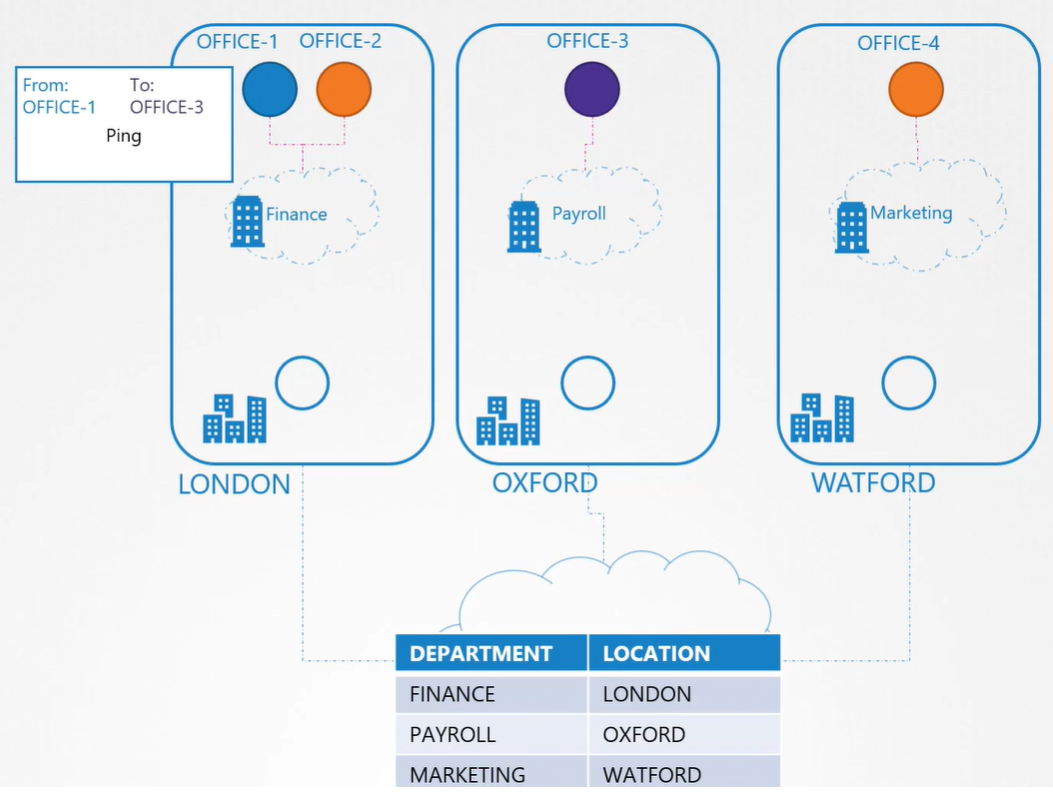 OFFICE-1 OFFICE-2
OFFICE-3
OFFICE-4
From: To:
OFFICE-1 OFFICE-3
Ping
Finance
Payroll
Marketing
LONDON
OXFORD
WATFORD
DEPARTMENT LOCATION
FINANCE LONDON
PAYROLL OXFORD
MARKETING WATFORD